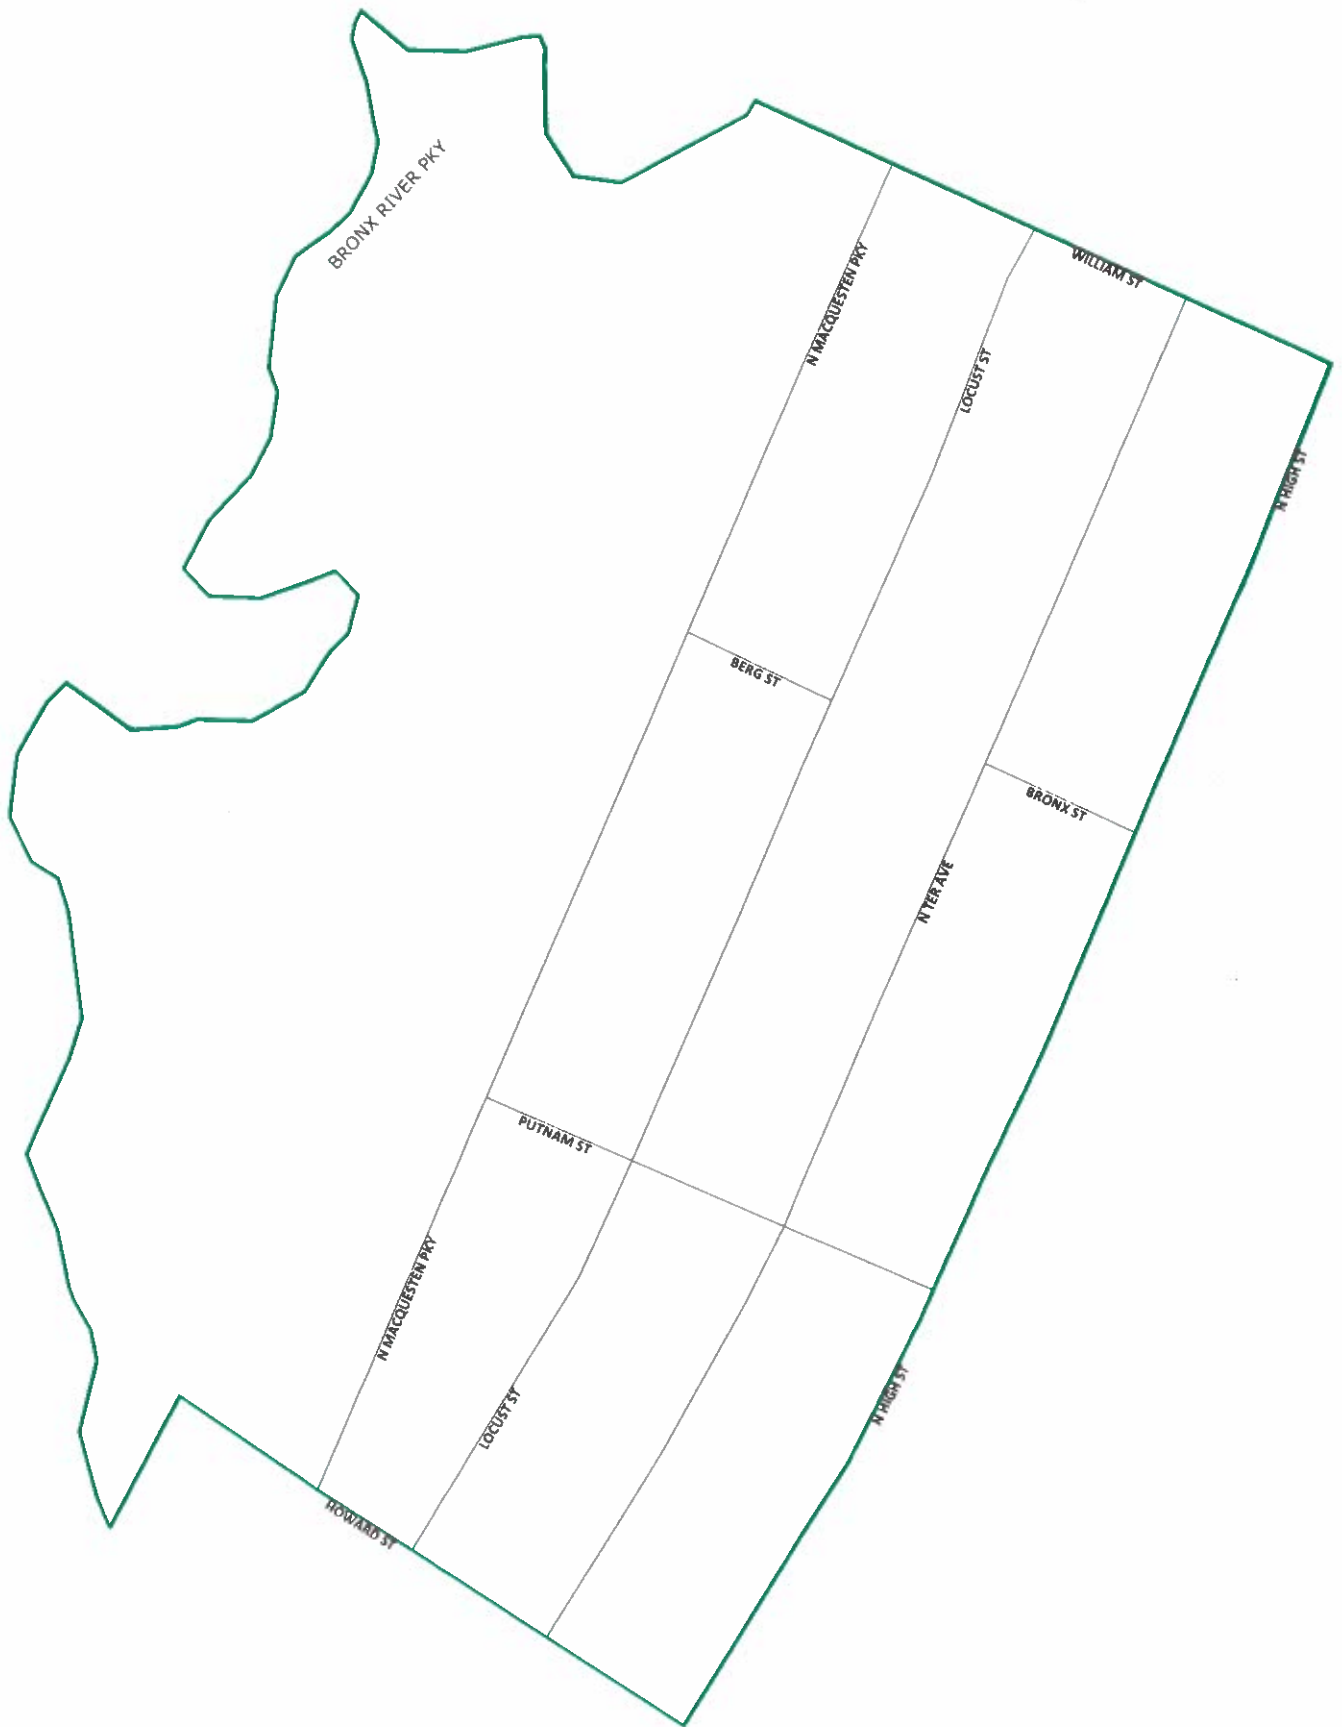 BRONX RIVER PKY
WILLIAM ST
N MACQUESTEN PKY
LOCUST ST
N HIGH ST
BERG ST
BRONX ST
N TER AVE
PUTNAM ST
N MACQUESTEN PKY
LOCUST ST
N HIGH ST
HOWARD ST